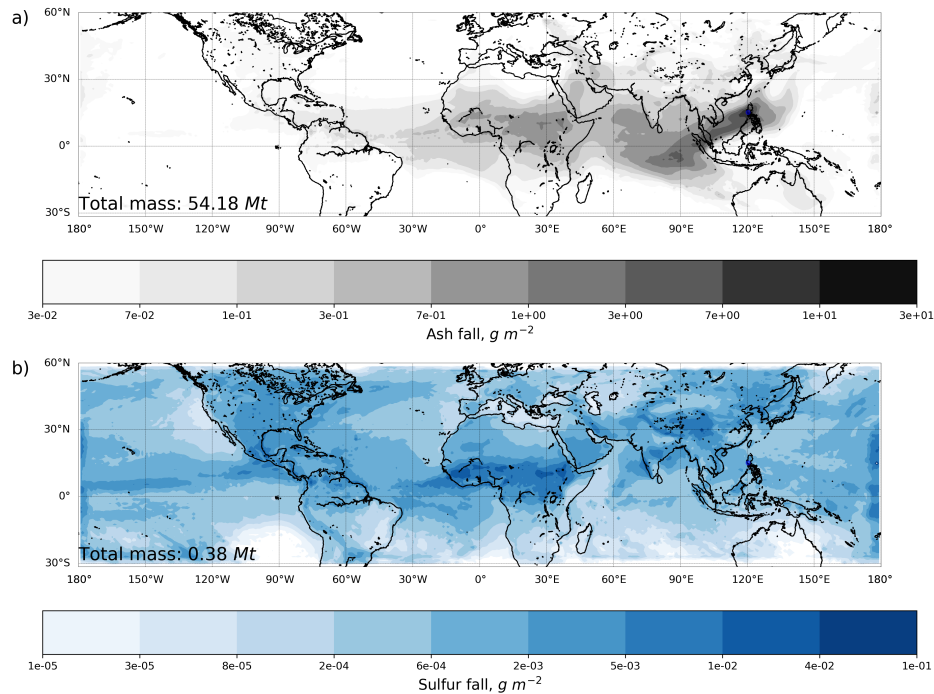 a)
60°N
30°N
0°
30°S
Total mass: 54.18 Mt
180° 150°W 120°W 90°W 60°W 30°W 0° 30°E 60°E 90°E 120°E 150°E 180°
3e-02 7e-02 1e-01 3e-01 7e-01 1e+00 3e+00 7e+00 1e+01 3e+01
Ash fall, g m⁻²
b)
60°N
30°N
0°
30°S
Total mass: 0.38 Mt
180° 150°W 120°W 90°W 60°W 30°W 0° 30°E 60°E 90°E 120°E 150°E 180°
1e-05 3e-05 8e-05 2e-04 6e-04 2e-03 5e-03 1e-02 4e-02 1e-01
Sulfur fall, g m⁻²